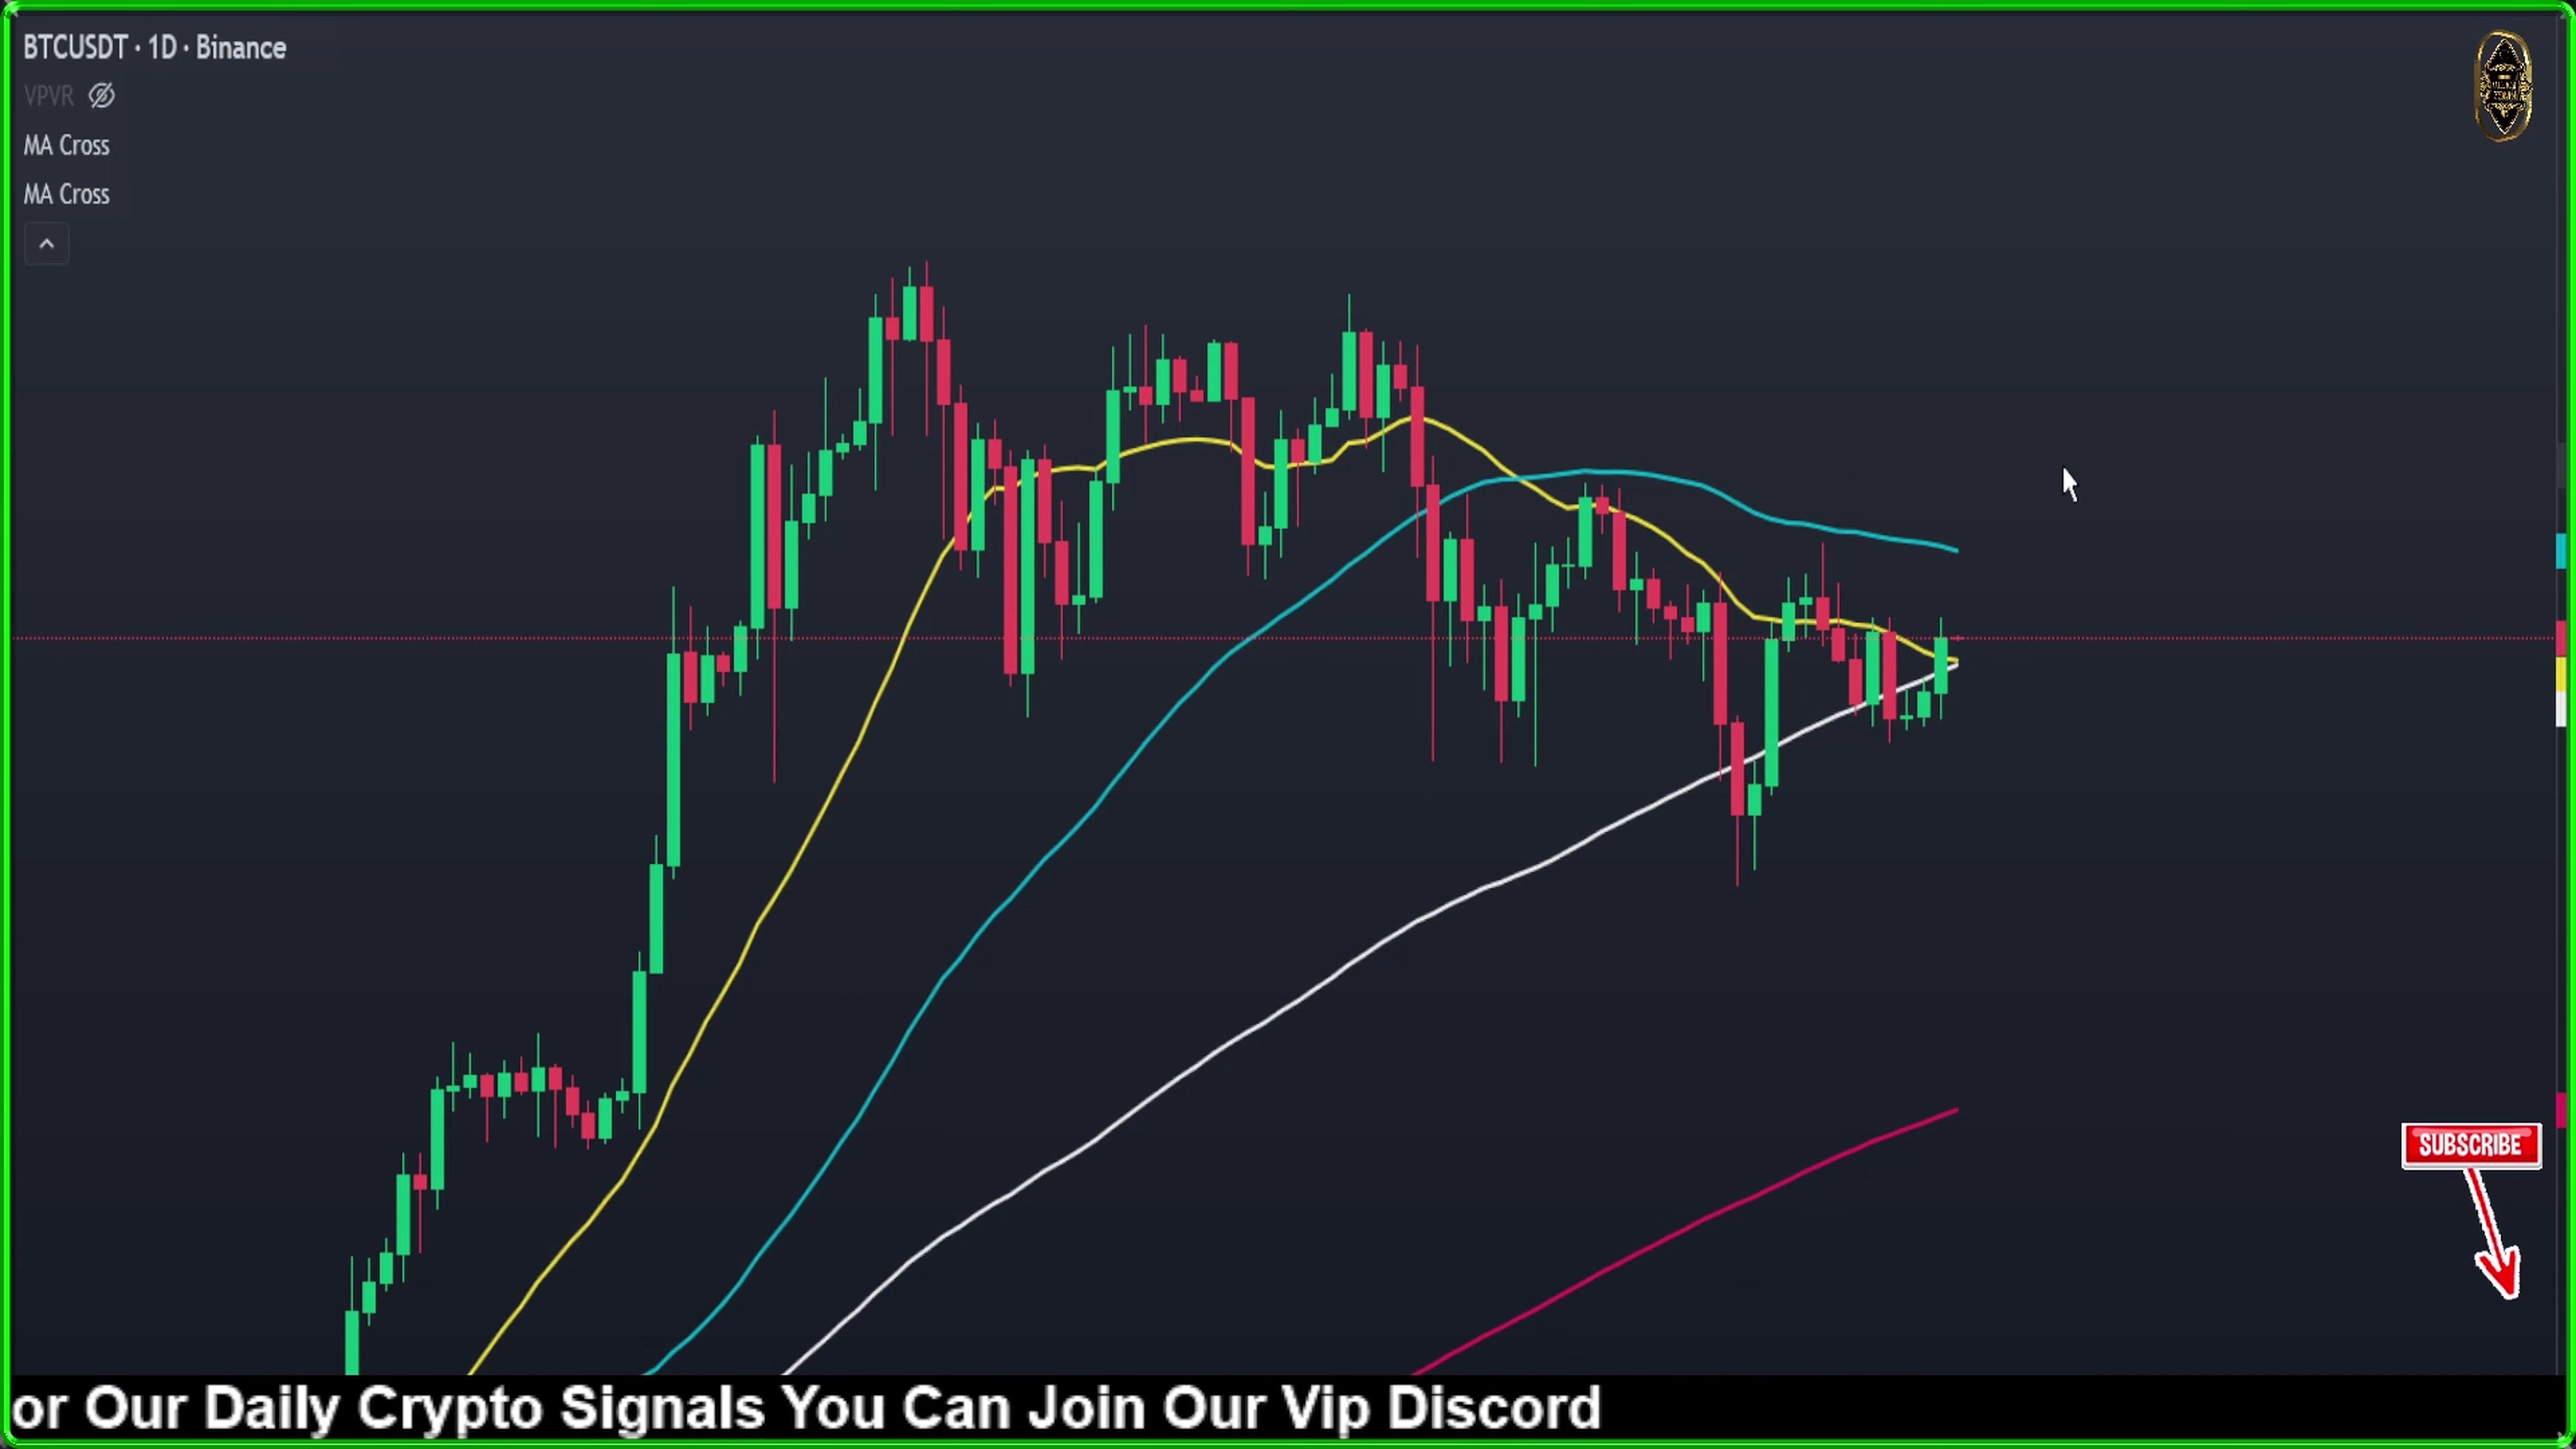 BTCUSDT · 1D · Binance
VPVR
MA Cross
MA Cross
SUBSCRIBE
or Our Daily Crypto Signals You Can Join Our Vip Discord